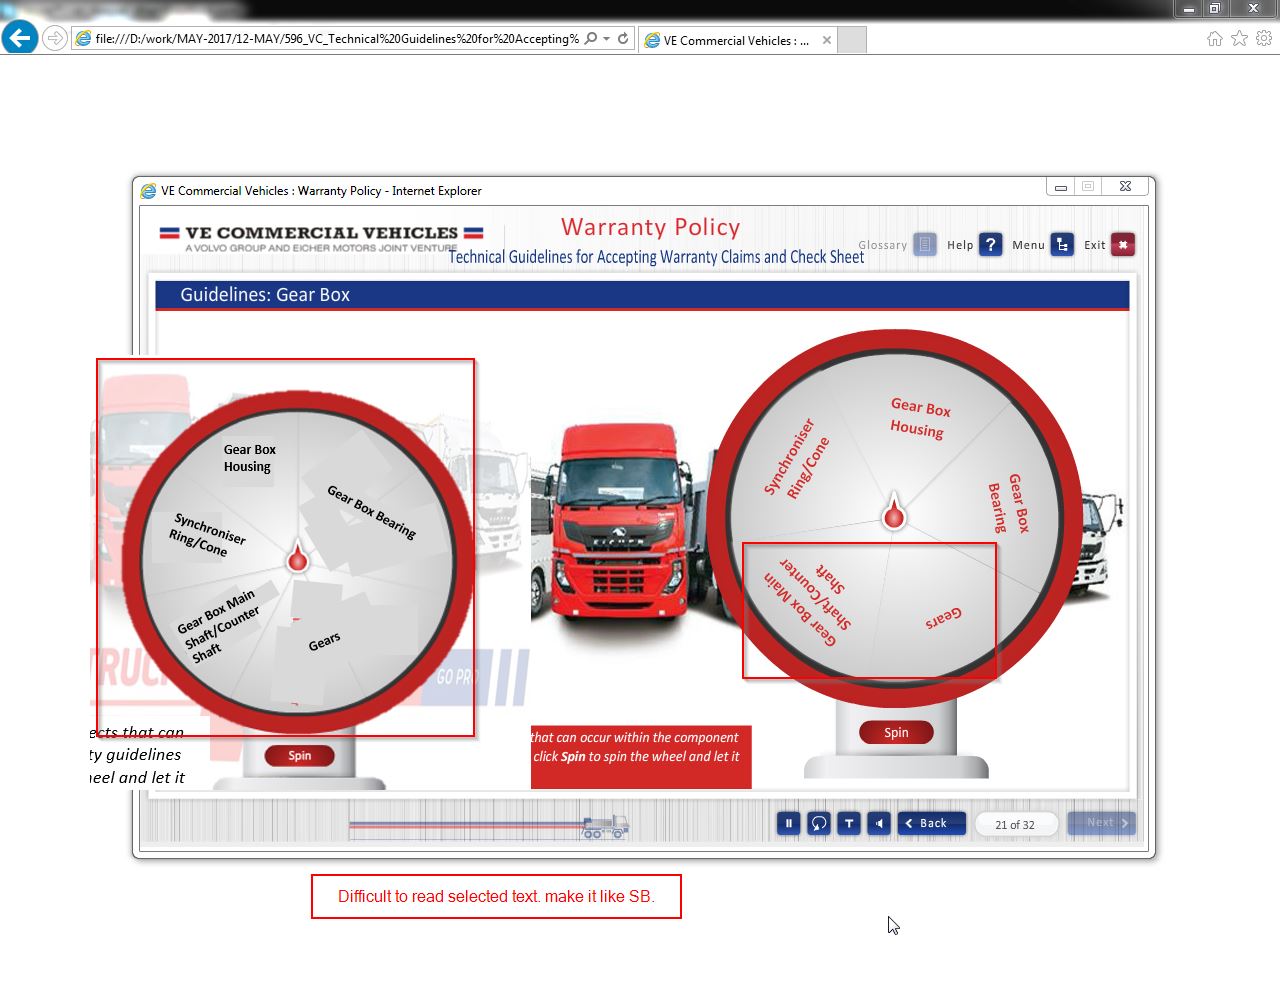 file:///D:/work/MAY-2017/12-MAY/596_VC_Technical%20Guidelines%20for%20Accepting%
VE Commercial Vehicles : ...
VE Commercial Vehicles : Warranty Policy - Internet Explorer
VE COMMERCIAL VEHICLES
A VOLVO GROUP AND EICHER MOTORS JOINT VENTURE
Warranty Policy
Technical Guidelines for Accepting Warranty Claims and Check Sheet
Glossary Help ? Menu Exit
Guidelines: Gear Box
Gear Box
Housing
Gear Box Bearing
Synchroniser
Ring/Cone
Gear Box Main
Shaft/Counter
Shaft
Gears
TRUCK
GO PRO
Spin
ects that can
ty guidelines
heel and let it
EICHER
Gear Box
Housing
Synchroniser
Ring/Cone
Gear Box
Bearing
Gear Box Main
Shaft/Counter
Shaft
Gears
Spin
that can occur within the component
click Spin to spin the wheel and let it
T Back 21 of 32 Next
Difficult to read selected text. make it like SB.